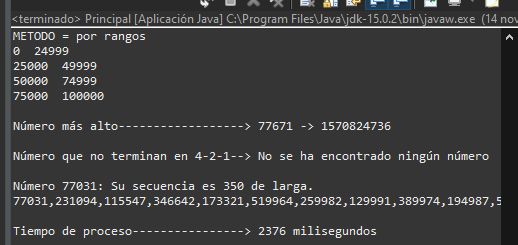 <terminado> Principal [Aplicación Java] C:\Program Files\Java\jdk-15.0.2\bin\javaw.exe (14 nov
METODO = por rangos
0  24999
25000  49999
50000  74999
75000  100000
Número más alto------------------> 77671 -> 1570824736
Número que no terminan en 4-2-1--> No se ha encontrado ningún número
Número 77031: Su secuencia es 350 de larga.
77031,231094,115547,346642,173321,519964,259982,129991,389974,194987,5
Tiempo de proceso----------------> 2376 milisegundos